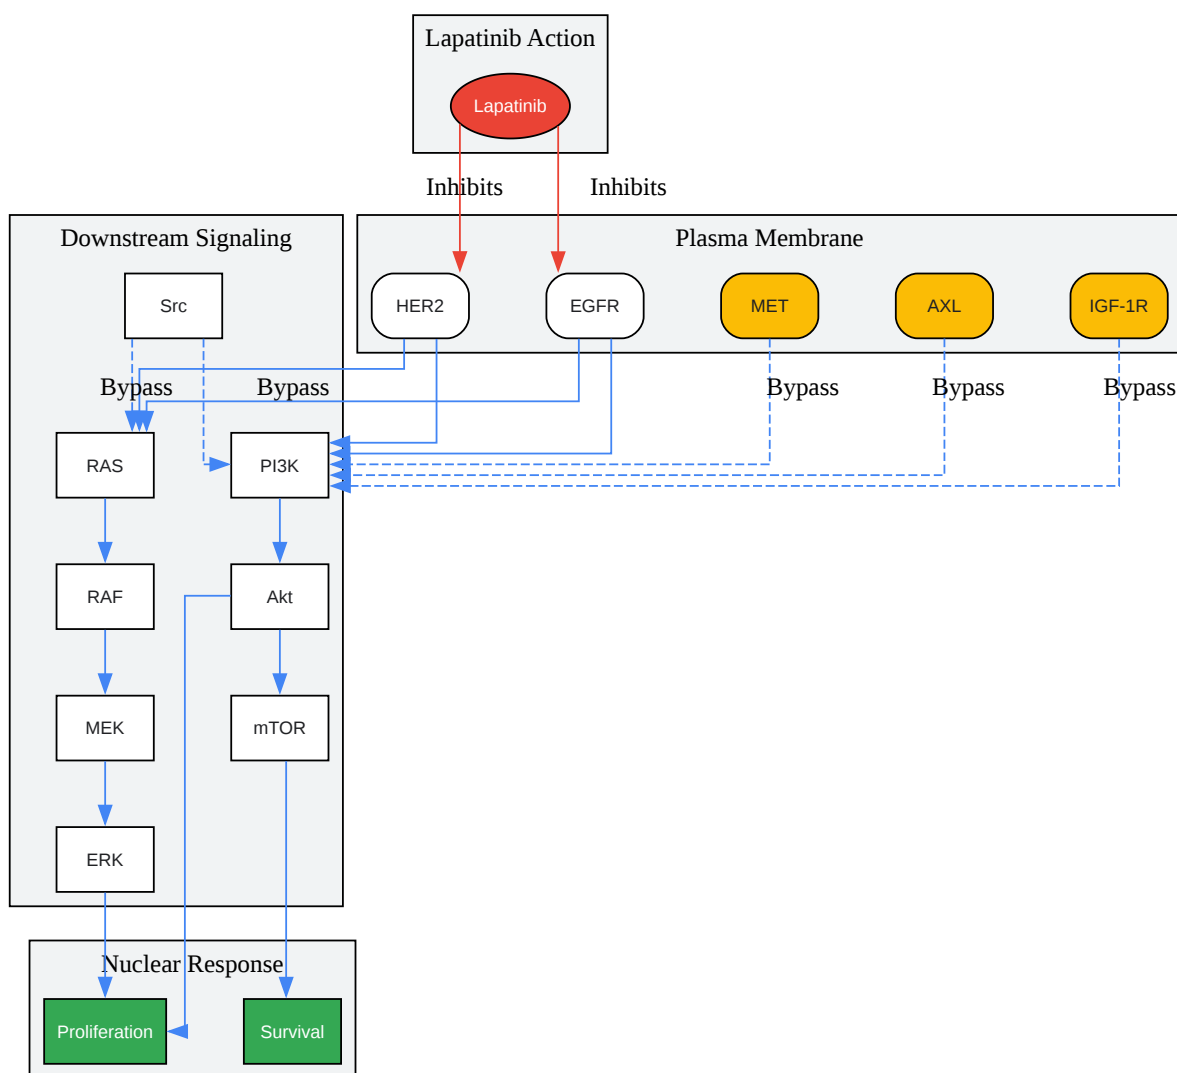 Lapatinib Action
Lapatinib
Inhibits
Inhibits
Downstream Signaling
Plasma Membrane
Src
HER2
EGFR
MET
AXL
IGF-1R
Bypass
Bypass
Bypass
Bypass
Bypass
RAS
PI3K
RAF
Akt
MEK
mTOR
ERK
Nuclear Response
Proliferation
Survival